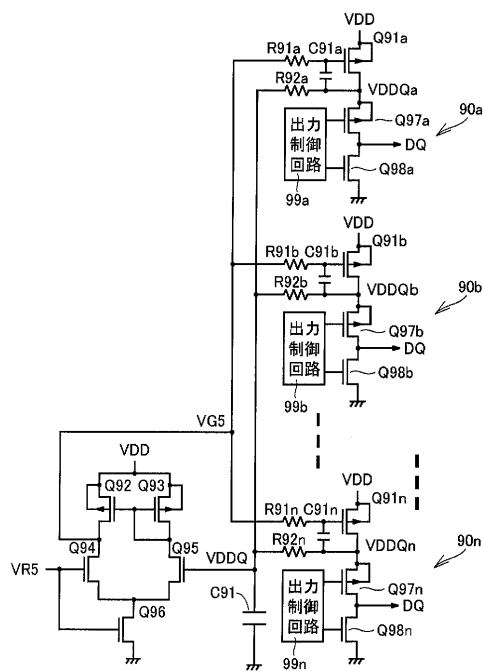 VDD
Q91a
R91a C91a
R92a
VDDQa
出力
制御
回路
99a
Q97a
90a
DQ
Q98a
VDD
Q91b
R91b C91b
R92b
VDDQb
出力
制御
回路
99b
Q97b
90b
DQ
Q98b
VG5
VDD
Q92 Q93
Q94
Q95
VR5
VDDQ
Q96
C91
VDD
Q91n
R91n C91n
R92n
VDDQn
出力
制御
回路
99n
Q97n
90n
DQ
Q98n